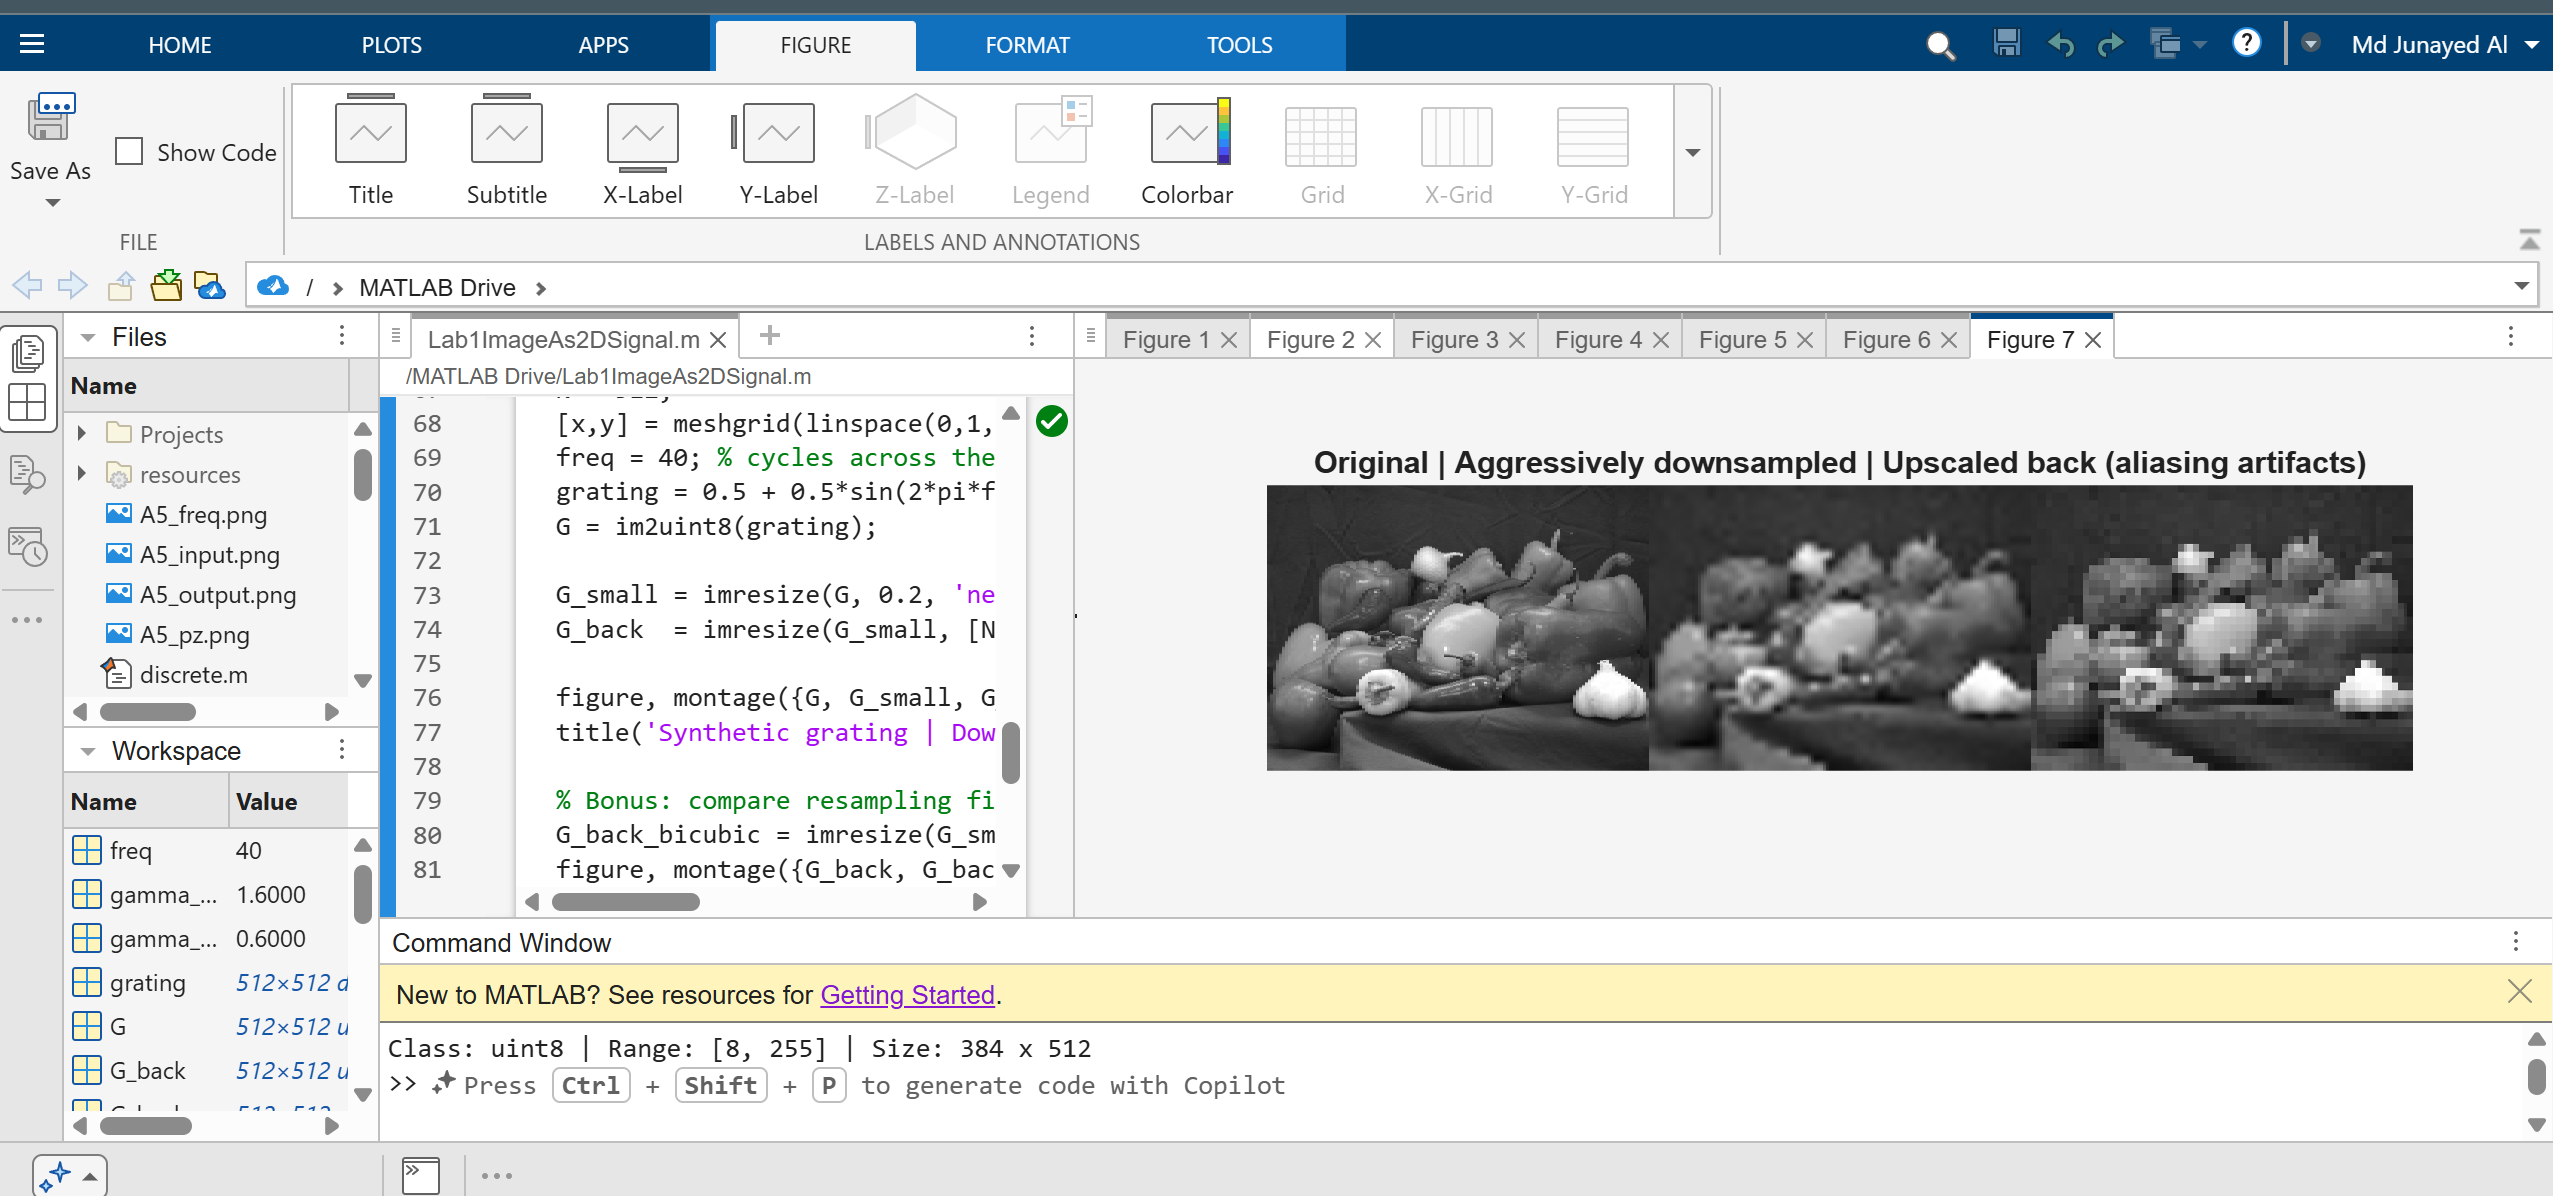 HOME PLOTS APPS FIGURE FORMAT TOOLS Md Junayed Al
Save As
Show Code
Title Subtitle X-Label Y-Label Z-Label Legend Colorbar Grid X-Grid Y-Grid
FILE LABELS AND ANNOTATIONS
/ MATLAB Drive
Files
Name
Projects
resources
A5_freq.png
A5_input.png
A5_output.png
A5_pz.png
discrete.m
Workspace
Name Value
freq 40
gamma_... 1.6000
gamma_... 0.6000
grating 512×512 d
G 512×512 u
G_back 512×512 u
Lab1ImageAs2DSignal.m
/MATLAB Drive/Lab1ImageAs2DSignal.m
68 [x,y] = meshgrid(linspace(0,1,
69 freq = 40; % cycles across the
70 grating = 0.5 + 0.5*sin(2*pi*f
71 G = im2uint8(grating);
72
73 G_small = imresize(G, 0.2, 'ne
74 G_back = imresize(G_small, [N
75
76 figure, montage({G, G_small, G
77 title('Synthetic grating | Dow
78
79 % Bonus: compare resampling fi
80 G_back_bicubic = imresize(G_sm
81 figure, montage({G_back, G_bac
Figure 1 Figure 2 Figure 3 Figure 4 Figure 5 Figure 6 Figure 7
Original | Aggressively downsampled | Upscaled back (aliasing artifacts)
Command Window
New to MATLAB? See resources for Getting Started.
Class: uint8 | Range: [8, 255] | Size: 384 x 512
>> Press Ctrl + Shift + P to generate code with Copilot